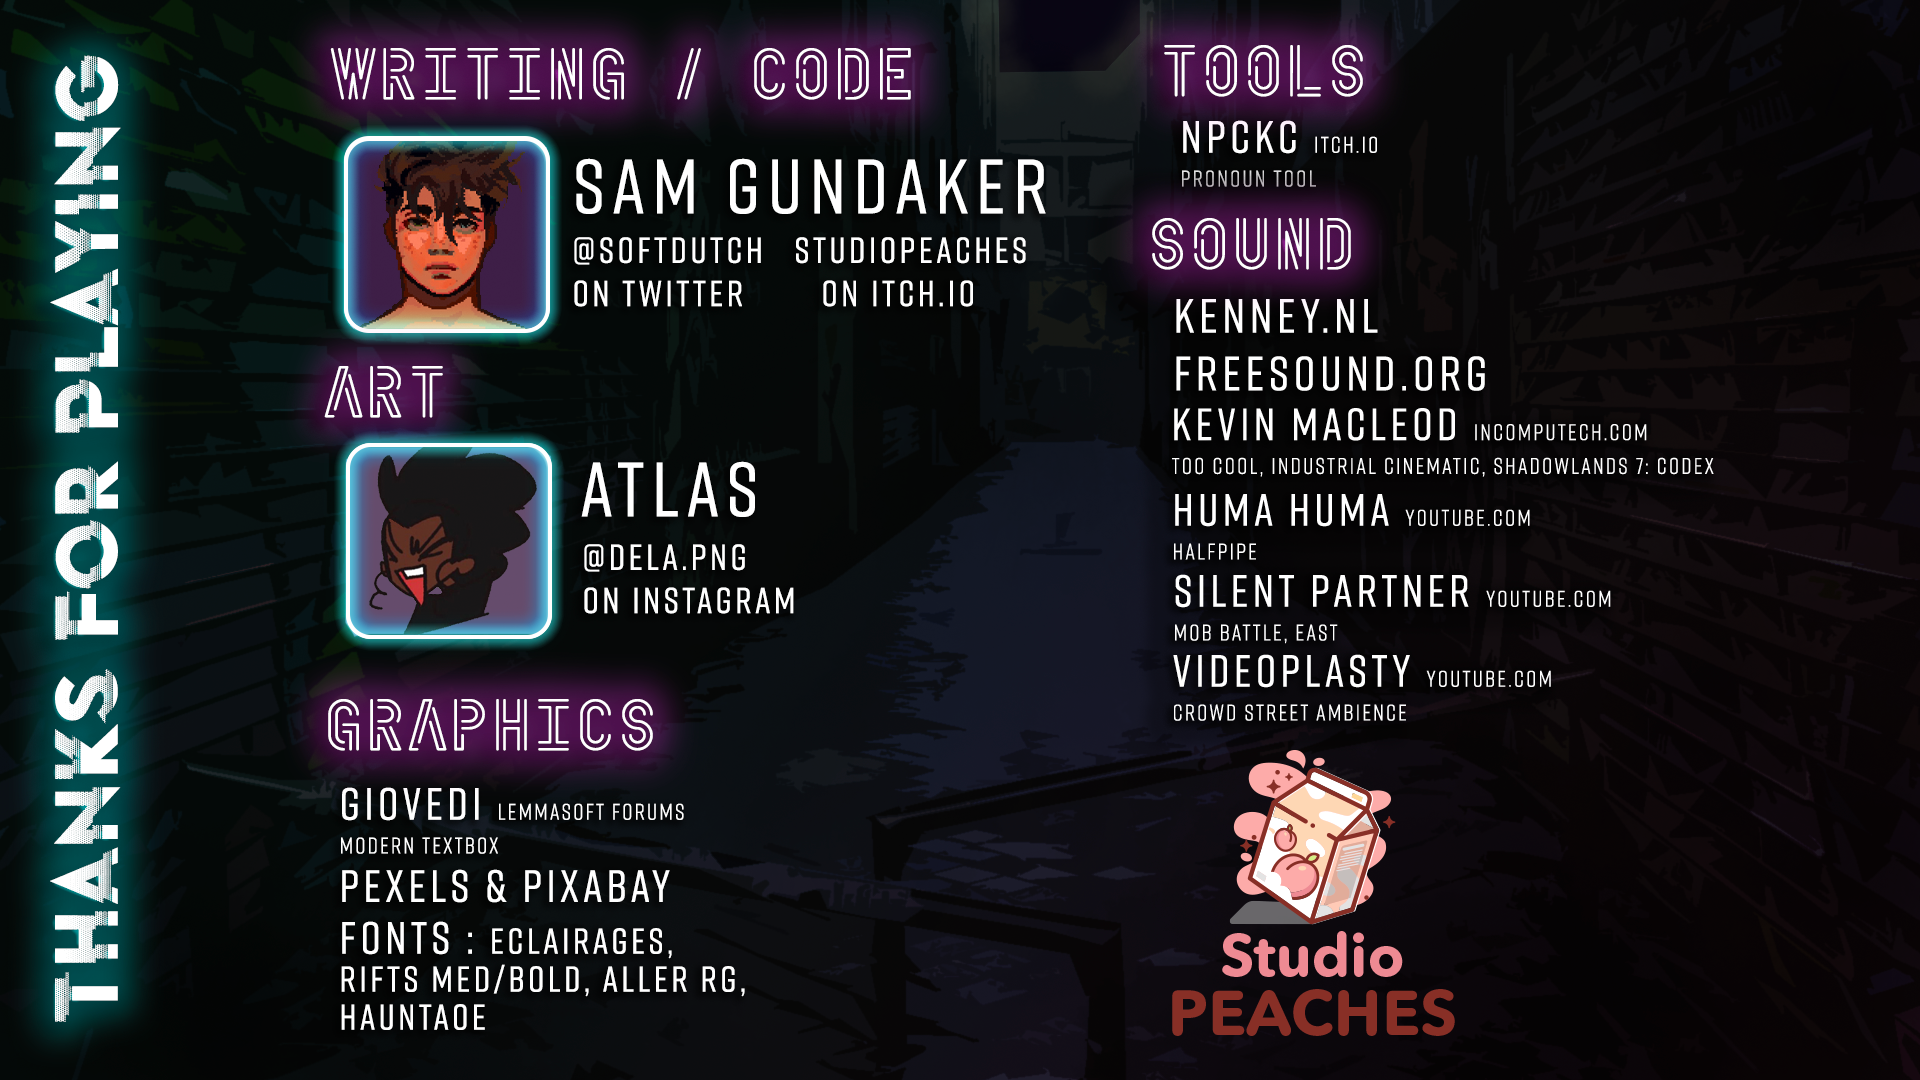 THANKS FOR PLAYING
WRITING / CODE
SAM GUNDAKER
@SOFTDUTCH
ON TWITTER
STUDIOPEACHES
ON ITCH.IO
ART
ATLAS
@DELA.PNG
ON INSTAGRAM
GRAPHICS
GIOVEDI LEMMASOFT FORUMS
MODERN TEXTBOX
PEXELS & PIXABAY
FONTS : ECLAIRAGES,
RIFTS MED/BOLD, ALLER RG,
HAUNTAOE
TOOLS
NPCKC ITCH.IO
PRONOUN TOOL
SOUND
KENNEY.NL
FREESOUND.ORG
KEVIN MACLEOD INCOMPUTECH.COM
TOO COOL, INDUSTRIAL CINEMATIC, SHADOWLANDS 7: CODEX
HUMA HUMA YOUTUBE.COM
HALFPIPE
SILENT PARTNER YOUTUBE.COM
MOB BATTLE, EAST
VIDEOPLASTY YOUTUBE.COM
CROWD STREET AMBIENCE
Studio
PEACHES